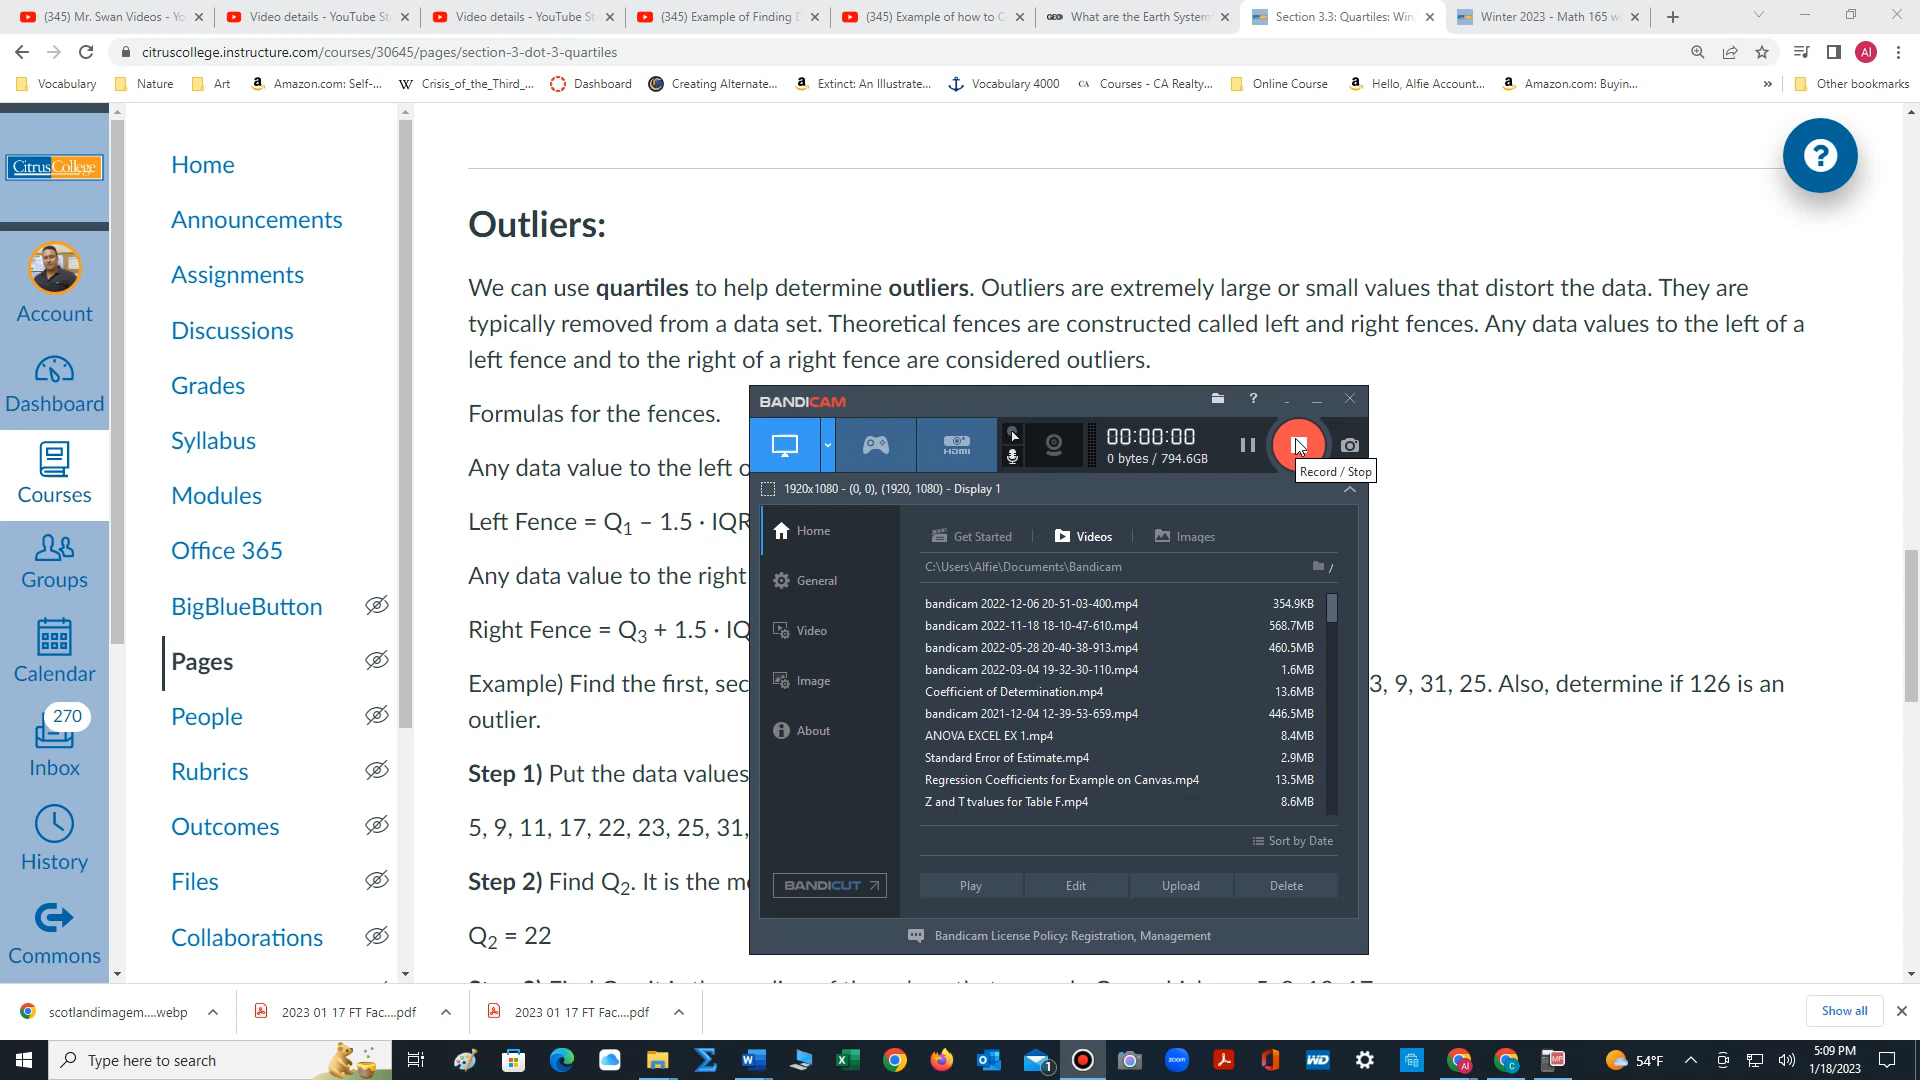 (345) Mr. Swan Videos - Yo
Video details - YouTube St
Video details - YouTube St
(345) Example of Finding D
(345) Example of how to C
GEO What are the Earth System
Section 3.3: Quartiles: Win
Winter 2023 - Math 165 w
citruscollege.instructure.com/courses/30645/pages/section-3-dot-3-quartiles
AI
Vocabulary
Nature
Art
Amazon.com: Self-...
Crisis_of_the_Third_...
Dashboard
Creating Alternate...
Extinct: An Illustrate...
Vocabulary 4000
CA Courses - CA Realty...
Online Course
Hello, Alfie Account...
Amazon.com: Buyin...
»
Other bookmarks
Citrus College
Account
Dashboard
Courses
Groups
Calendar
270
Inbox
History
Commons
Home
Announcements
Assignments
Discussions
Grades
Syllabus
Modules
Office 365
BigBlueButton
Pages
People
Rubrics
Outcomes
Files
Collaborations
?
Outliers:
We can use quartiles to help determine outliers. Outliers are extremely large or small values that distort the data. They are
typically removed from a data set. Theoretical fences are constructed called left and right fences. Any data values to the left of a
left fence and to the right of a right fence are considered outliers.
Formulas for the fences.
Any data value to the left o
Left Fence = Q1 – 1.5 · IQR
Any data value to the right
Right Fence = Q3 + 1.5 · IQ
Example) Find the first, sec
3, 9, 31, 25. Also, determine if 126 is an
outlier.
Step 1) Put the data values
5, 9, 11, 17, 22, 23, 25, 31,
Step 2) Find Q2. It is the m
Q2 = 22
BANDICAM
?
HDMI
00:00:00
0 bytes / 794.6GB
Record / Stop
1920x1080 - (0, 0), (1920, 1080) - Display 1
Home
General
Video
Image
About
BANDICUT
Get Started
Videos
Images
C:\Users\Alfie\Documents\Bandicam
/
bandicam 2022-12-06 20-51-03-400.mp4 354.9KB
bandicam 2022-11-18 18-10-47-610.mp4 568.7MB
bandicam 2022-05-28 20-40-38-913.mp4 460.5MB
bandicam 2022-03-04 19-32-30-110.mp4 1.6MB
Coefficient of Determination.mp4 13.6MB
bandicam 2021-12-04 12-39-53-659.mp4 446.5MB
ANOVA EXCEL EX 1.mp4 8.4MB
Standard Error of Estimate.mp4 2.9MB
Regression Coefficients for Example on Canvas.mp4 13.5MB
Z and T tvalues for Table F.mp4 8.6MB
Sort by Date
Play
Edit
Upload
Delete
Bandicam License Policy: Registration, Management
scotlandimagem....webp
2023 01 17 FT Fac....pdf
2023 01 17 FT Fac....pdf
Show all
Type here to search
zoom
WD
54°F
5:09 PM
1/18/2023